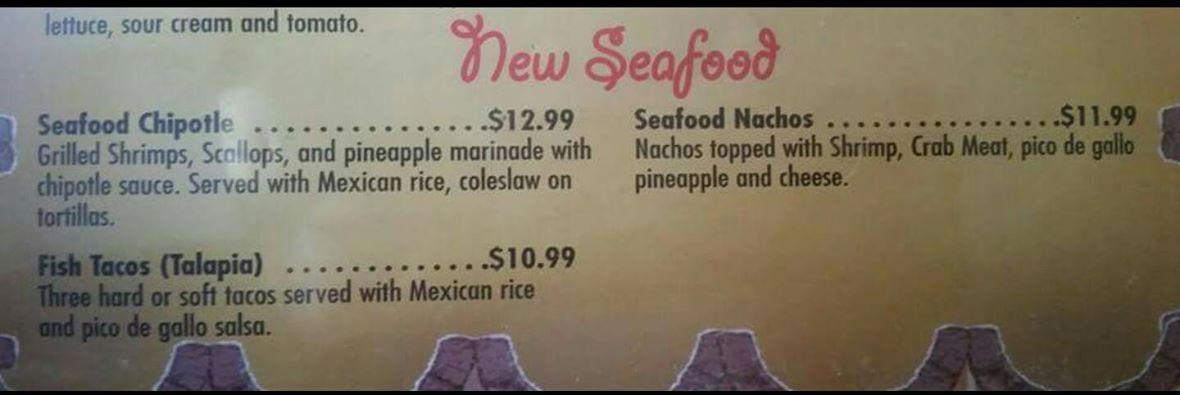 lettuce, sour cream and tomato.
New Seafood
Seafood Chipotle ...............$12.99
Grilled Shrimps, Scallops, and pineapple marinade with
chipotle sauce. Served with Mexican rice, coleslaw on
tortillas.
Fish Tacos (Talapia) .............$10.99
Three hard or soft tacos served with Mexican rice
and pico de gallo salsa.
Seafood Nachos .................$11.99
Nachos topped with Shrimp, Crab Meat, pico de gallo
pineapple and cheese.